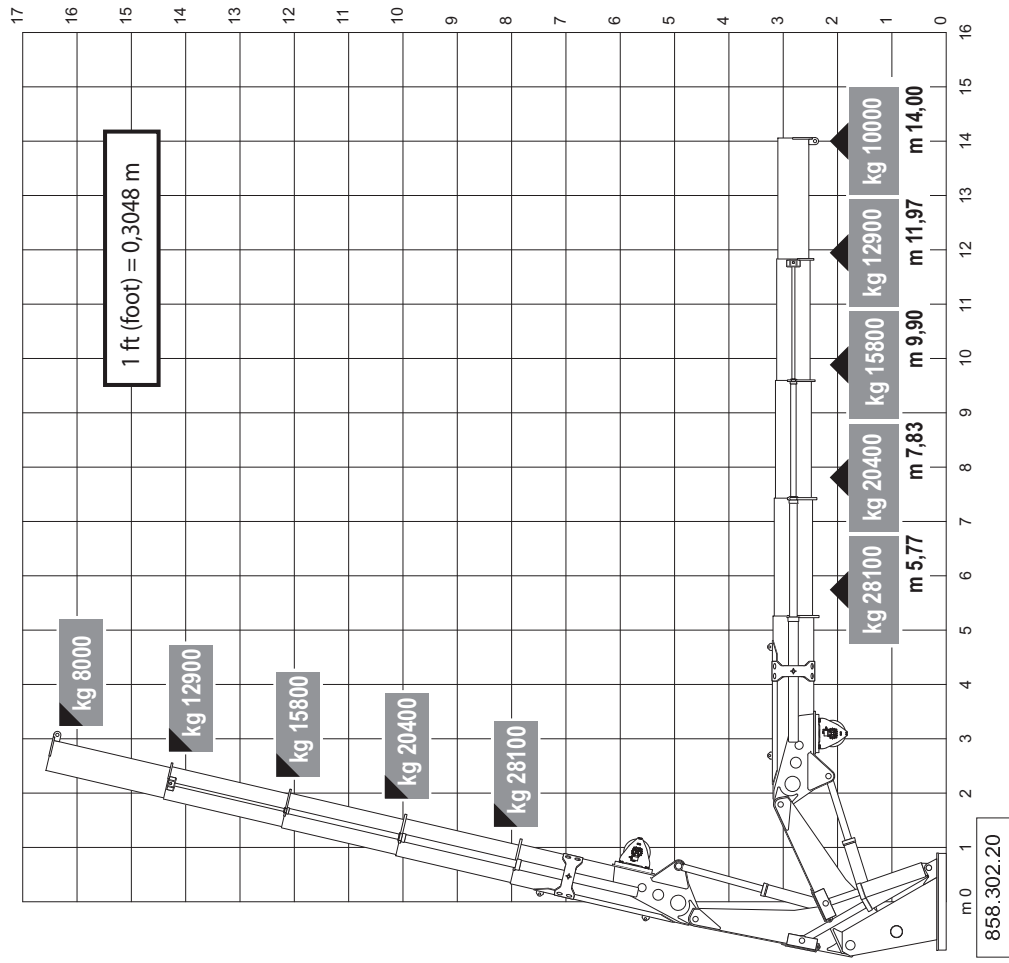 17
16
15
14
13
12
11
10
9
8
7
6
5
4
3
2
1
0
1 ft (foot) = 0,3048 m
kg 8000
kg 12900
kg 15800
kg 20400
kg 28100
kg 28100
m 5,77
kg 20400
m 7,83
kg 15800
m 9,90
kg 12900
m 11,97
kg 10000
m 14,00
m 0
1
2
3
4
5
6
7
8
9
10
11
12
13
14
15
16
858.302.20